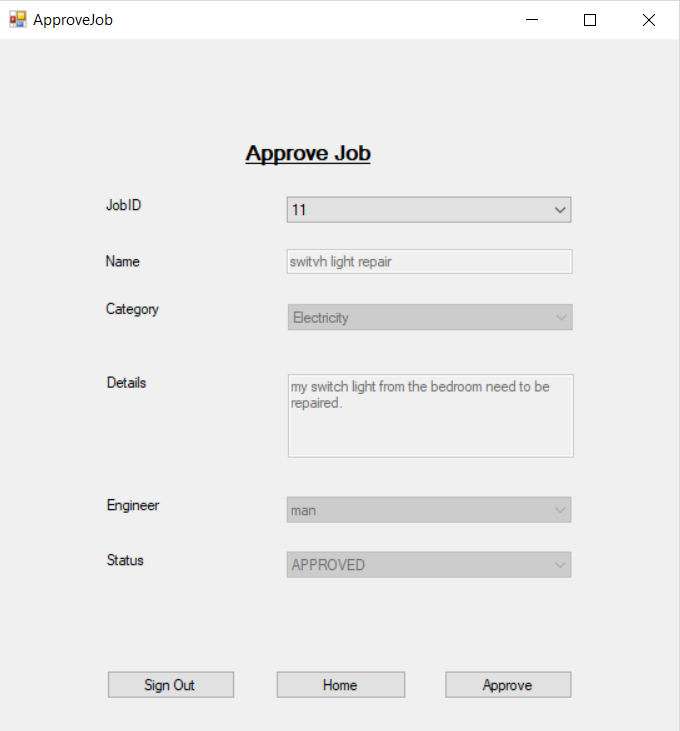 ApproveJob
Approve Job
JobID
11
Name
switvh light repair
Category
Electricity
Details
my switch light from the bedroom need to be
repaired.
Engineer
man
Status
APPROVED
Sign Out
Home
Approve